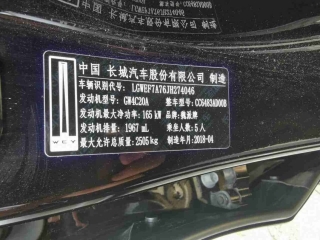 中国 长城汽车股份有限公司 制造
车辆识别代号: LGWEF7A76JH274046
发动机型号: GW4C20A 整车型号: CC6483AD00B
发动机最大净功率: 165 kW 品牌: 魏派牌
发动机排量: 1967 mL 乘坐人数: 5 人
最大允许总质量: 2505 kg 制造年月: 2018-04
WEY